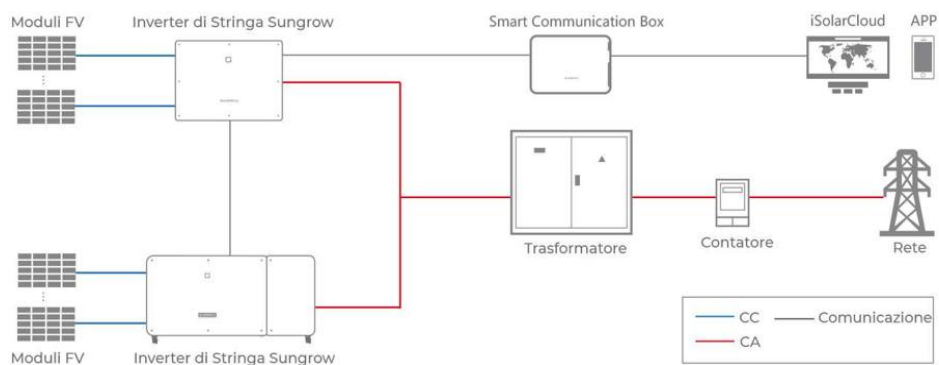 Moduli FV
Inverter di Stringa Sungrow
Smart Communication Box
iSolarCloud
APP
Trasformatore
Contatore
Rete
Moduli FV
Inverter di Stringa Sungrow
CC
Comunicazione
CA